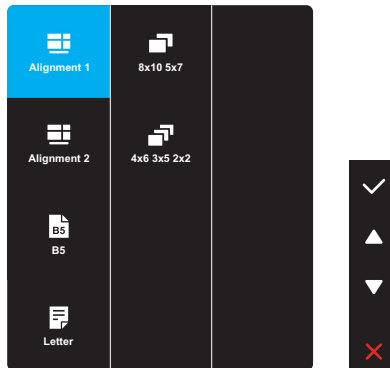 Alignment 1
8x10 5x7
Alignment 2
4x6 3x5 2x2
B5
B5
Letter